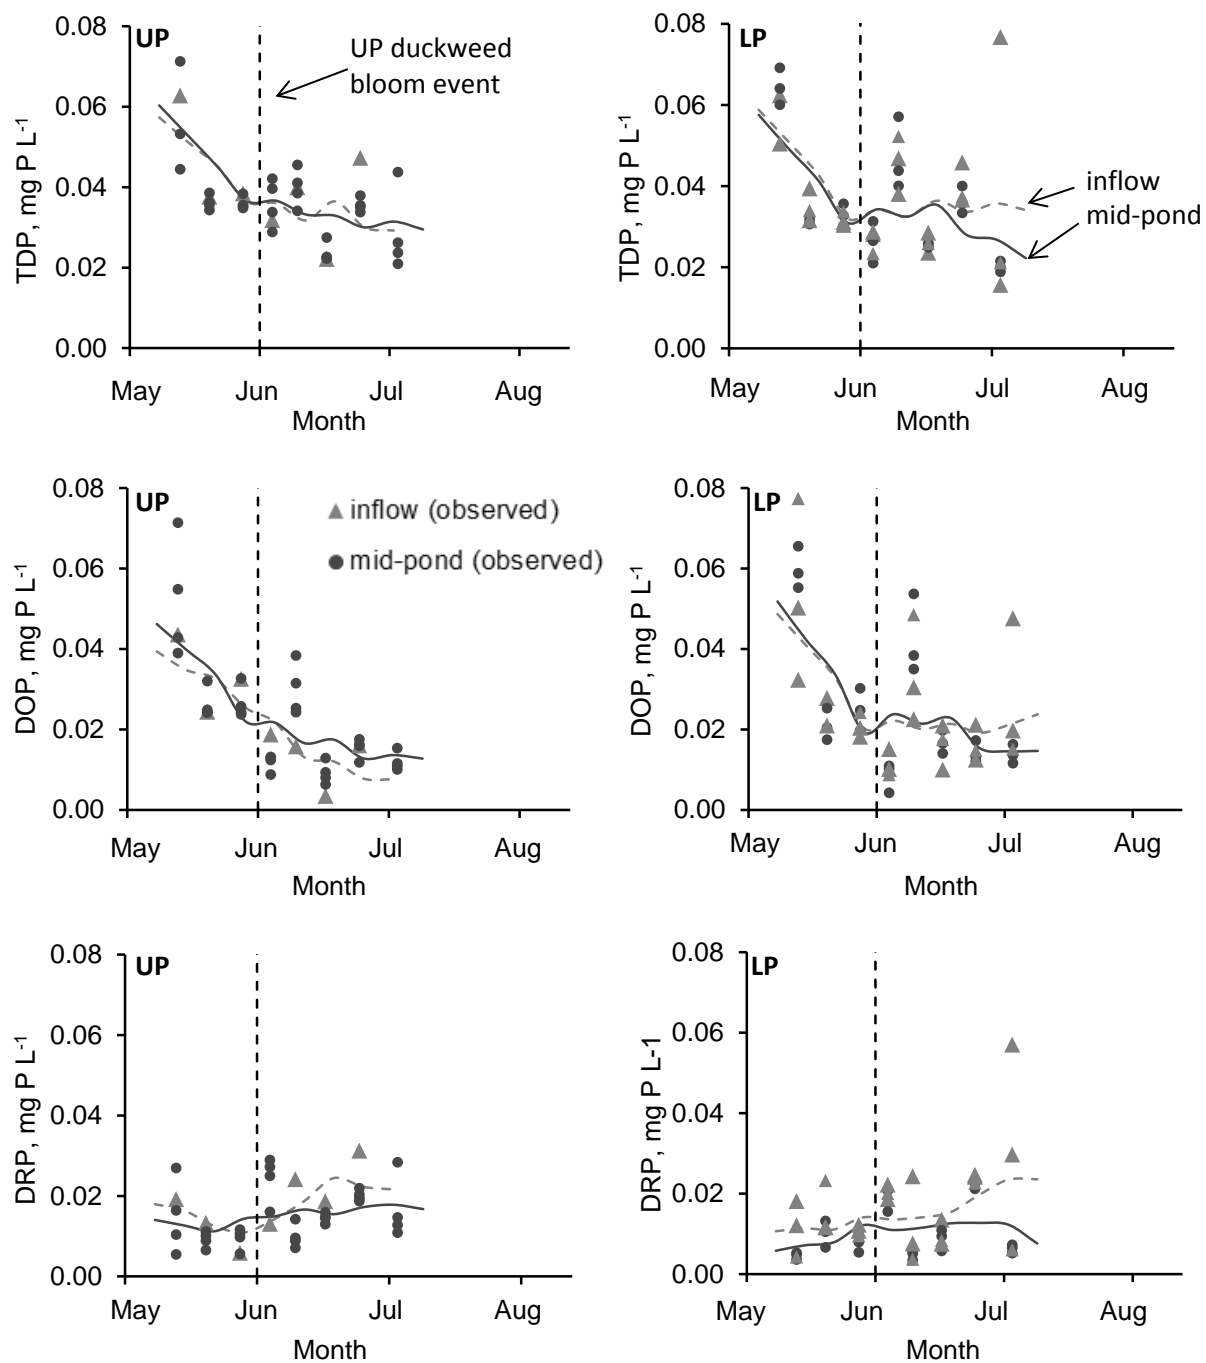 UP
UP duckweed
bloom event
0.08
0.06
0.04
0.02
0.00
TDP, mg P L⁻¹
May
Jun
Jul
Aug
Month
LP
inflow
mid-pond
0.08
0.06
0.04
0.02
0.00
TDP, mg P L⁻¹
May
Jun
Jul
Aug
Month
UP
inflow (observed)
mid-pond (observed)
0.08
0.06
0.04
0.02
0.00
DOP, mg P L⁻¹
May
Jun
Jul
Aug
Month
LP
0.08
0.06
0.04
0.02
0.00
DOP, mg P L⁻¹
May
Jun
Jul
Aug
Month
UP
0.08
0.06
0.04
0.02
0.00
DRP, mg P L⁻¹
May
Jun
Jul
Aug
Month
LP
0.08
0.06
0.04
0.02
0.00
DRP, mg P L-1
May
Jun
Jul
Aug
Month